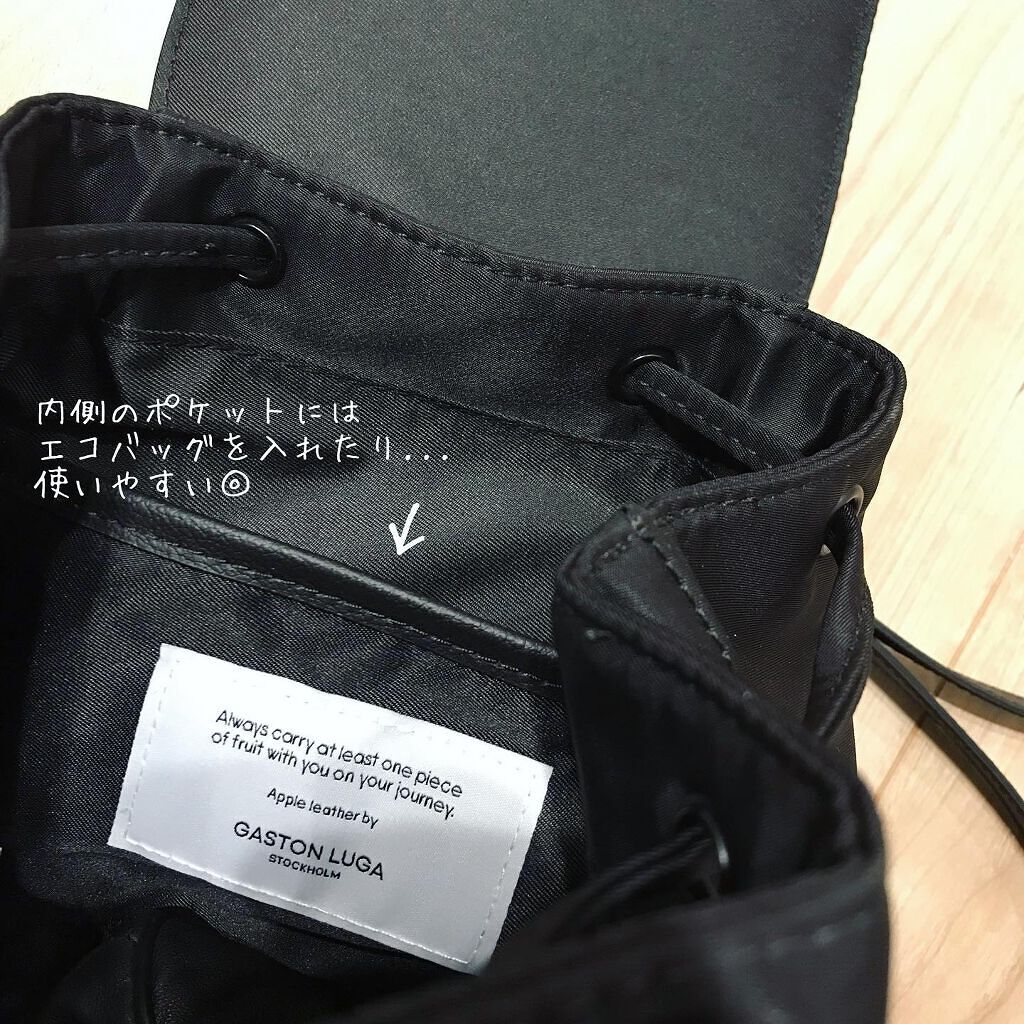 内側のポケットには
エコバッグを入れたり...
使いやすい◎
Always carry at least one piece
of fruit with you on your journey.
Apple leather by
GASTON LUGA
STOCKHOLM